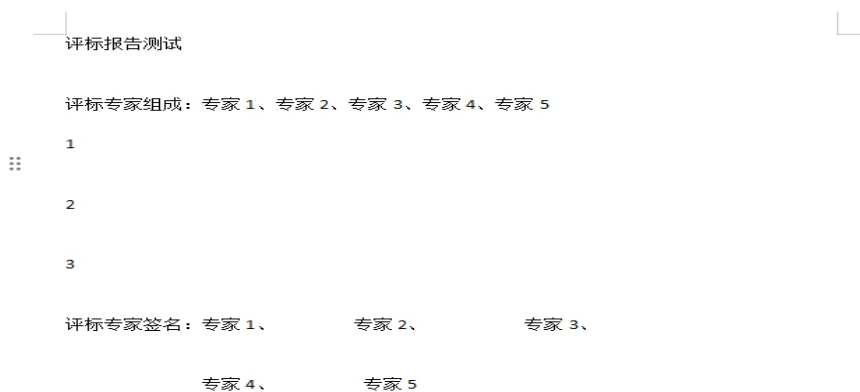 评标报告测试
评标专家组成：专家 1、专家 2、专家 3、专家 4、专家 5
1
2
3
评标专家签名：专家 1、 专家 2、 专家 3、
专家 4、 专家 5